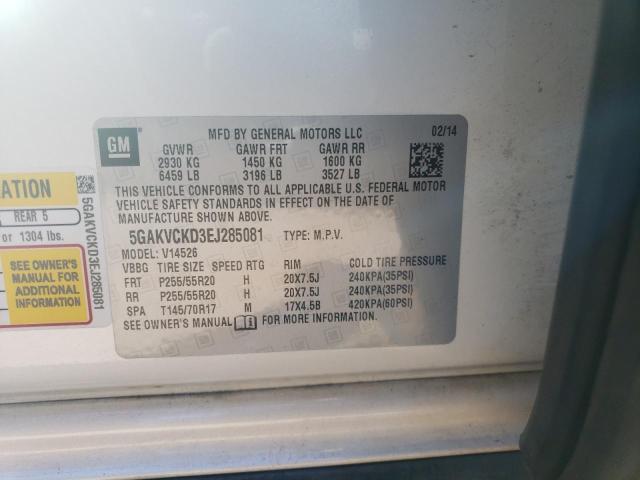 MFD BY GENERAL MOTORS LLC 02/14
GM
GVWR GAWR FRT GAWR RR
2930 KG 1450 KG 1600 KG
6459 LB 3196 LB 3527 LB
THIS VEHICLE CONFORMS TO ALL APPLICABLE U.S. FEDERAL MOTOR
VEHICLE SAFETY STANDARDS IN EFFECT ON THE DATE OF
MANUFACTURE SHOWN ABOVE.
5GAKVCKD3EJ285081 TYPE: M.P.V.
MODEL: V14526
VBBG TIRE SIZE SPEED RTG RIM COLD TIRE PRESSURE
FRT P255/55R20 H 20X7.5J 240KPA(35PSI)
RR P255/55R20 H 20X7.5J 240KPA(35PSI)
SPA T145/70R17 M 17X4.5B 420KPA(60PSI)
SEE OWNER'S MANUAL FOR MORE INFORMATION.
REAR 5
or 1304 lbs.
SEE OWNER'S
MANUAL FOR
ADDITIONAL
INFORMATION
5GAKVCKD3EJ285081